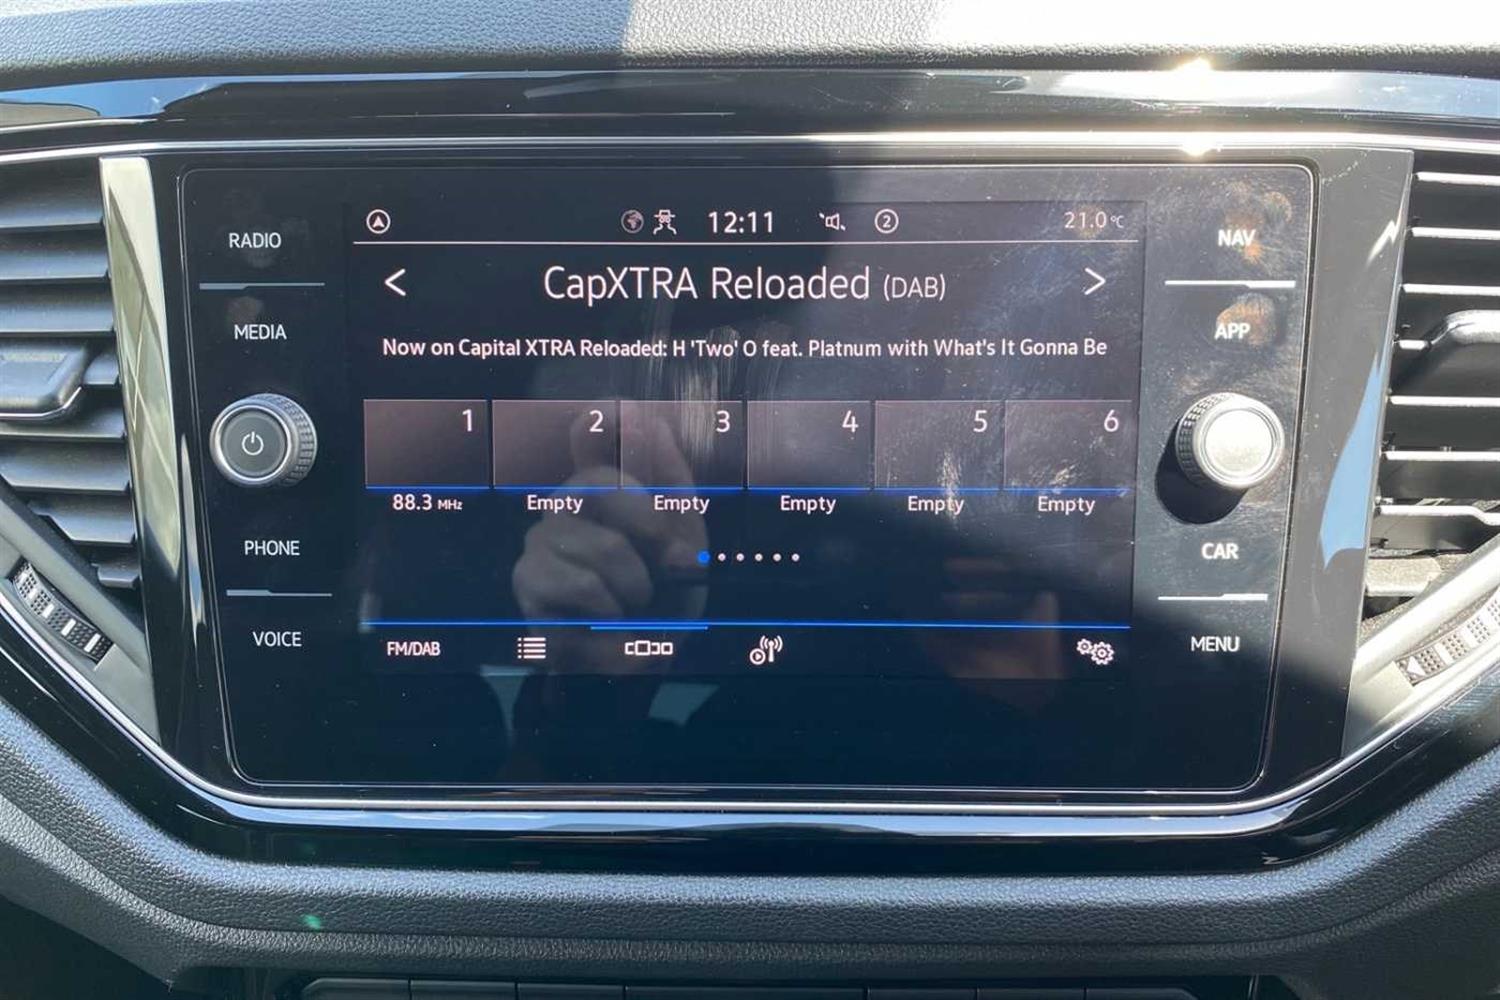 RADIO
MEDIA
PHONE
VOICE
12:11
2
21.0°C
CapXTRA Reloaded (DAB)
Now on Capital XTRA Reloaded: H 'Two' O feat. Platnum with What's It Gonna Be
1 2 3 4 5 6
88.3 MHz Empty Empty Empty Empty Empty
FM/DAB
NAV
APP
CAR
MENU